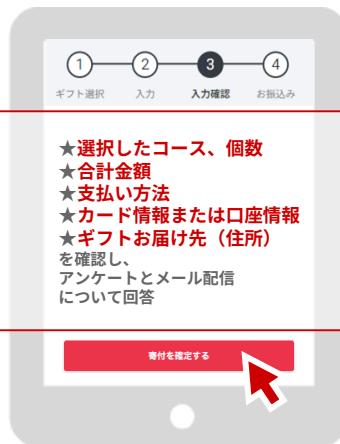 1 2 3 4
ギフト選択 入力 入力確認 お振込み
★選択したコース、個数
★合計金額
★支払い方法
★カード情報または口座情報
★ギフトお届け先（住所）
を確認し、
アンケートとメール配信
について回答
寄付を確定する